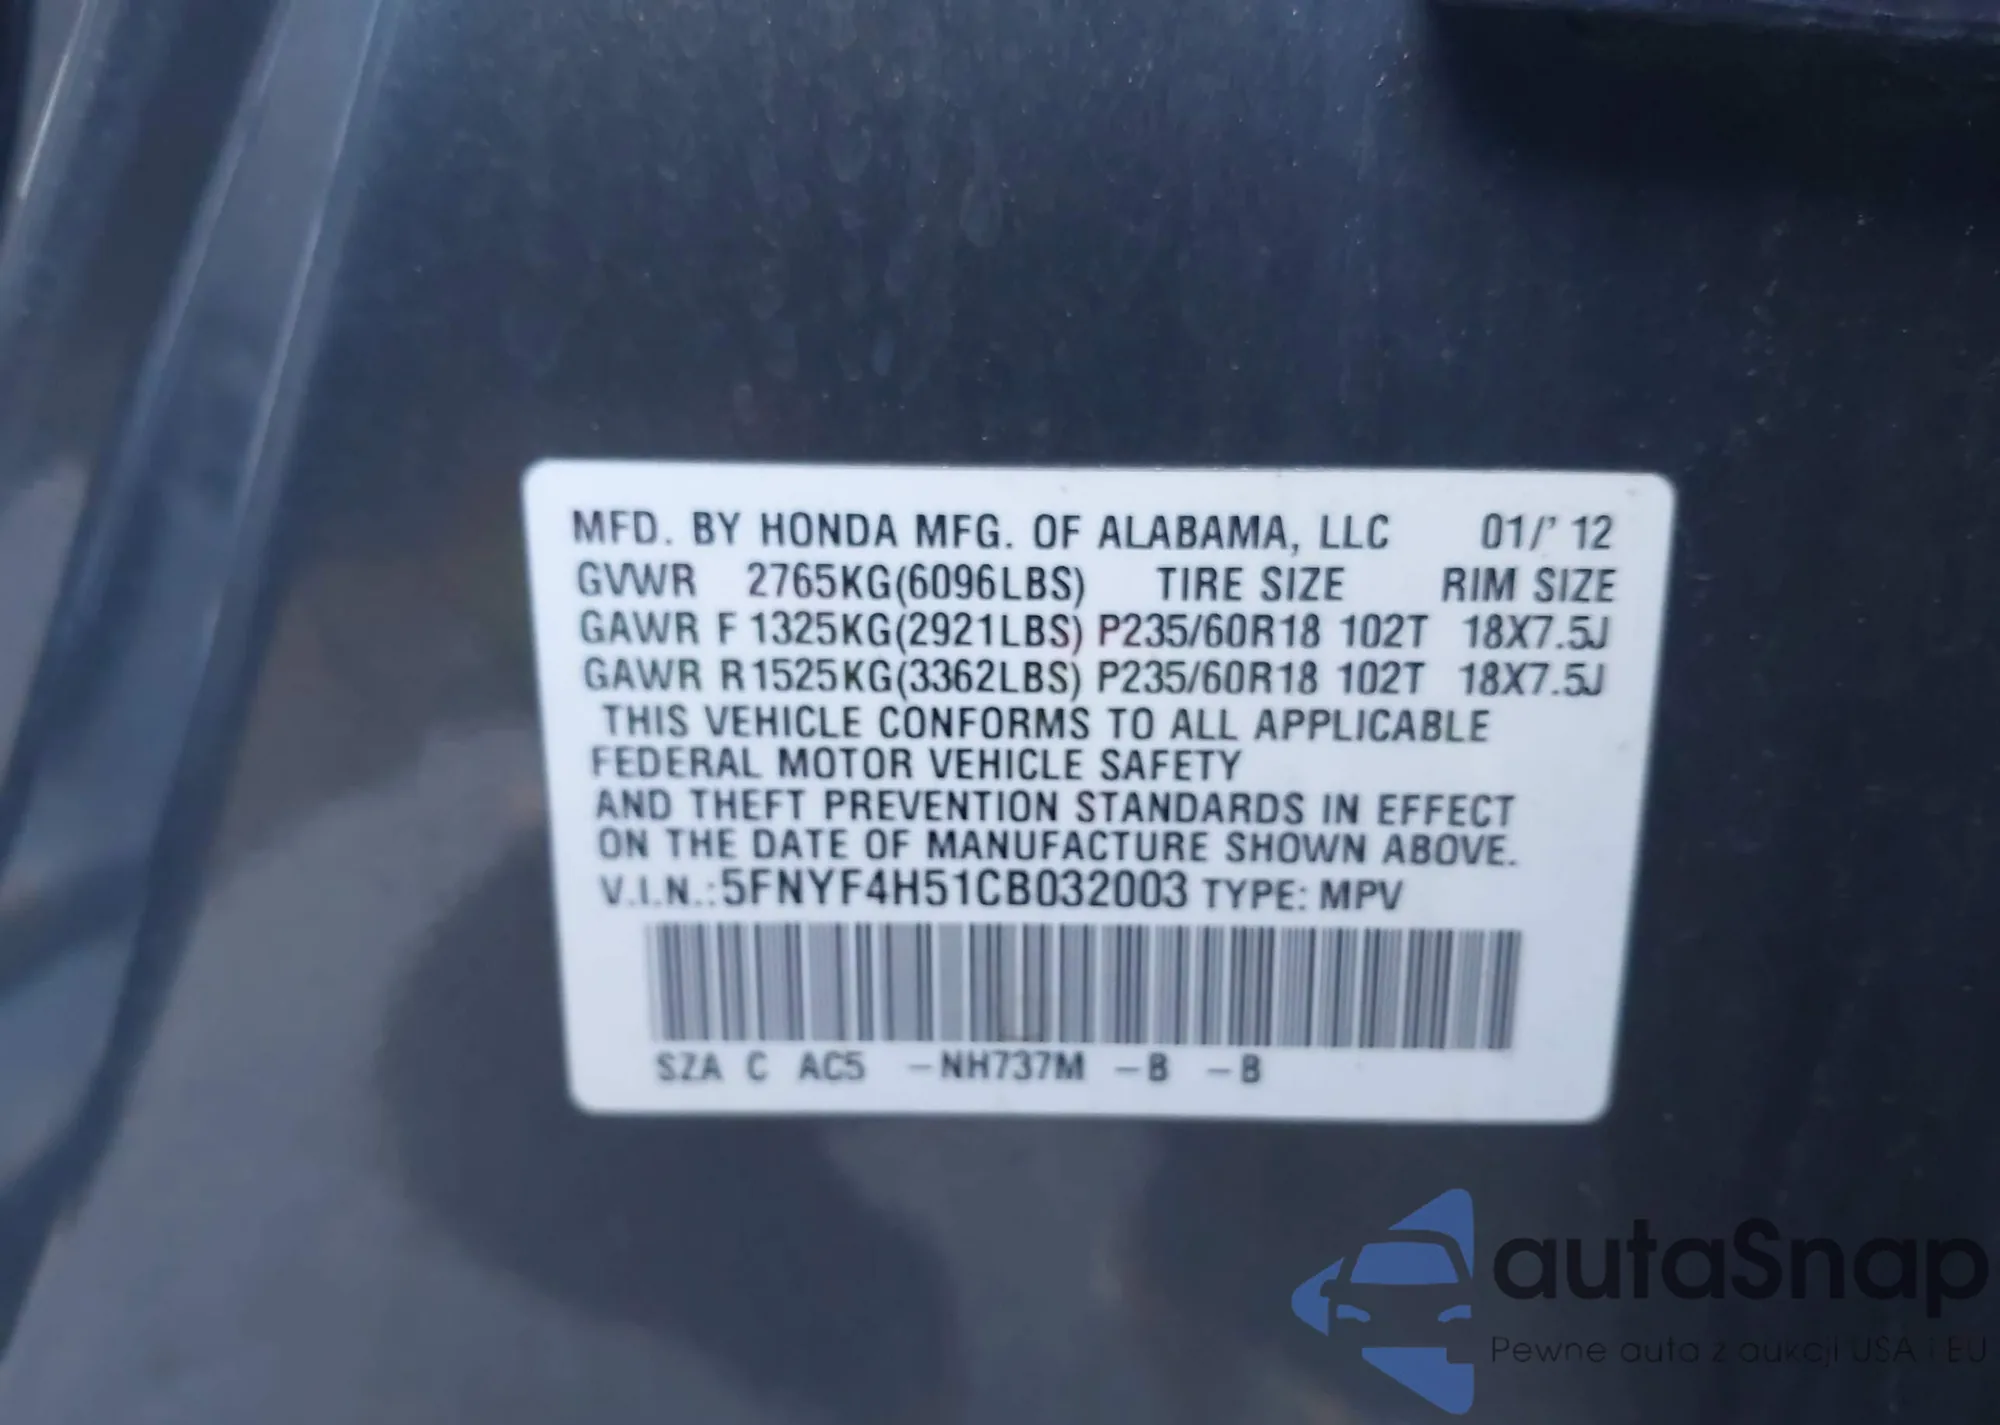 MFD. BY HONDA MFG. OF ALABAMA, LLC 01/' 12
GVWR 2765KG(6096LBS) TIRE SIZE RIM SIZE
GAWR F 1325KG(2921LBS) P235/60R18 102T 18X7.5J
GAWR R 1525KG(3362LBS) P235/60R18 102T 18X7.5J
THIS VEHICLE CONFORMS TO ALL APPLICABLE
FEDERAL MOTOR VEHICLE SAFETY
AND THEFT PREVENTION STANDARDS IN EFFECT
ON THE DATE OF MANUFACTURE SHOWN ABOVE.
V.I.N.:5FNYF4H51CB032003 TYPE: MPV
SZA C AC5 -NH737M -B -B
autaSnap
Pewne auta z aukcji USA i EU